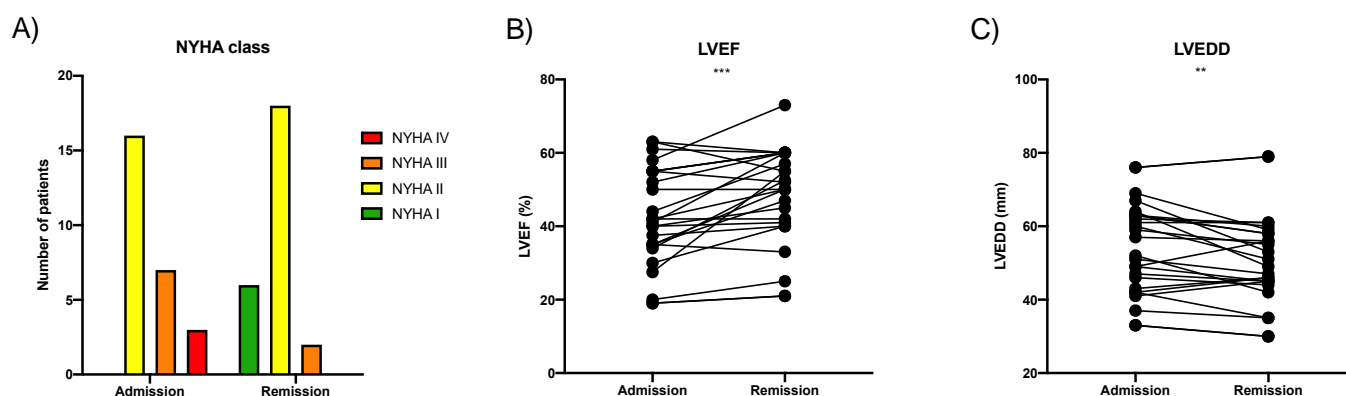 A)
NYHA class
Number of patients
20
15
10
5
0
Admission
Remission
NYHA IV
NYHA III
NYHA II
NYHA I
B)
LVEF
***
LVEF (%)
80
60
40
20
0
Admission
Remission
C)
LVEDD
**
LVEDD (mm)
100
80
60
40
20
Admission
Remission